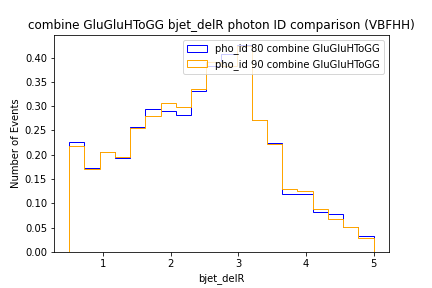 combine GluGluHToGG bjet_delR photon ID comparison (VBFHH)
pho_id 80 combine GluGluHToGG
pho_id 90 combine GluGluHToGG
Number of Events
0.40
0.35
0.30
0.25
0.20
0.15
0.10
0.05
0.00
1 2 3 4 5
bjet_delR